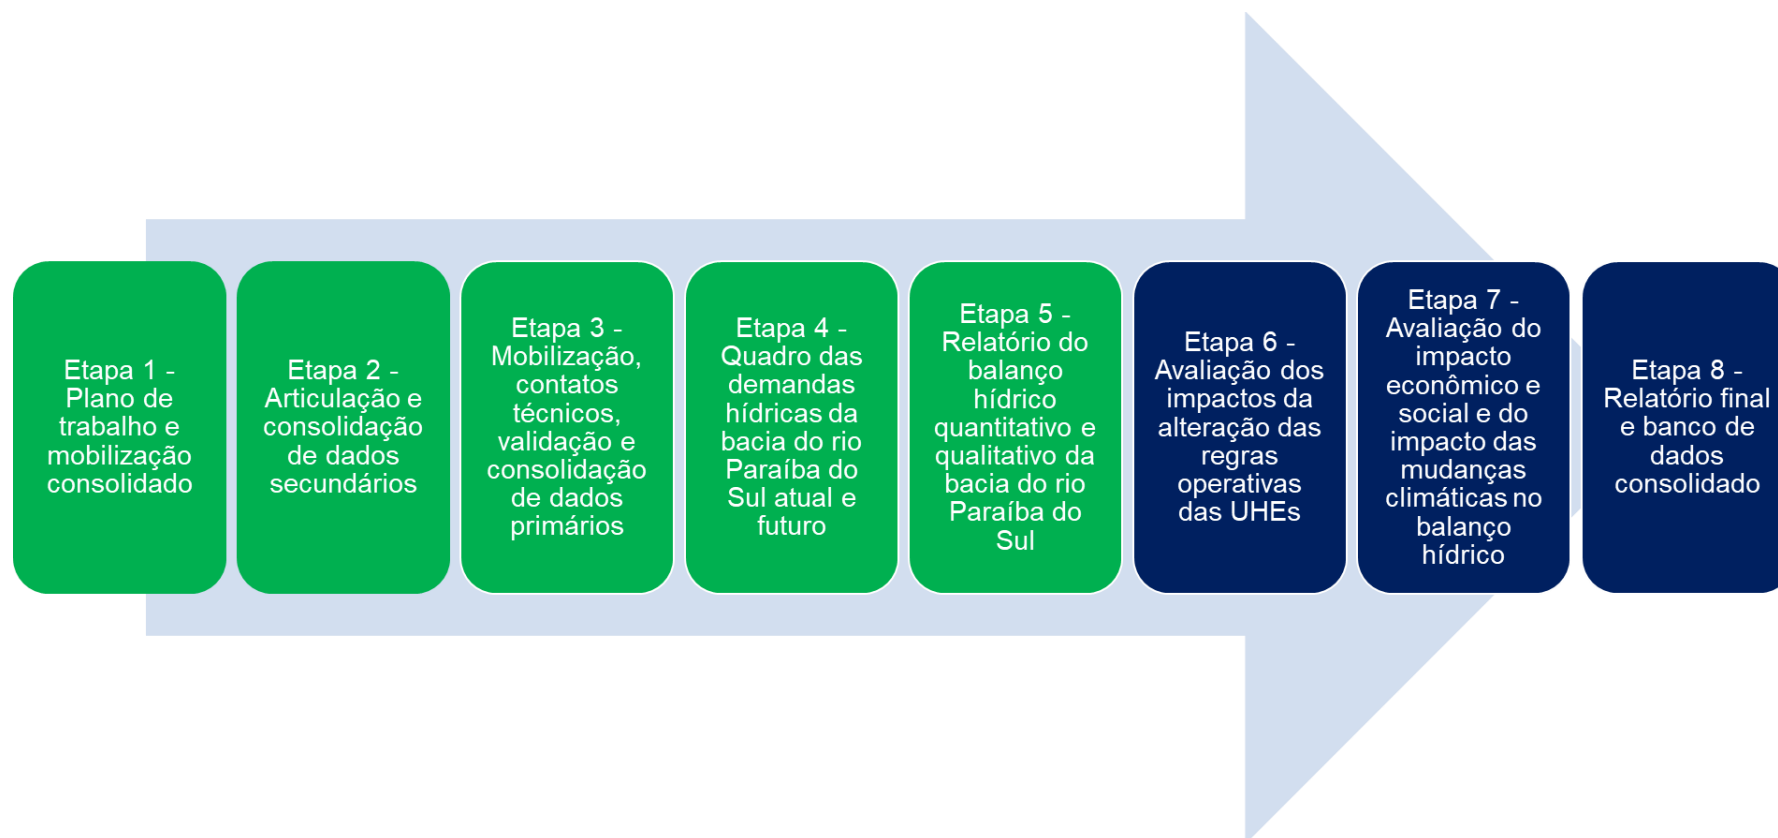 Etapa 1 -
Plano de
trabalho e
mobilização
consolidado
Etapa 2 -
Articulação e
consolidação
de dados
secundários
Etapa 3 -
Mobilização,
contatos
técnicos,
validação e
consolidação
de dados
primários
Etapa 4 -
Quadro das
demandas
hídricas da
bacia do rio
Paraíba do
Sul atual e
futuro
Etapa 5 -
Relatório do
balanço
hídrico
quantitativo e
qualitativo da
bacia do rio
Paraíba do
Sul
Etapa 6 -
Avaliação dos
impactos da
alteração das
regras
operativas
das UHEs
Etapa 7 -
Avaliação do
impacto
econômico e
social e do
impacto das
mudanças
climáticas no
balanço
hídrico
Etapa 8 -
Relatório final
e banco de
dados
consolidado